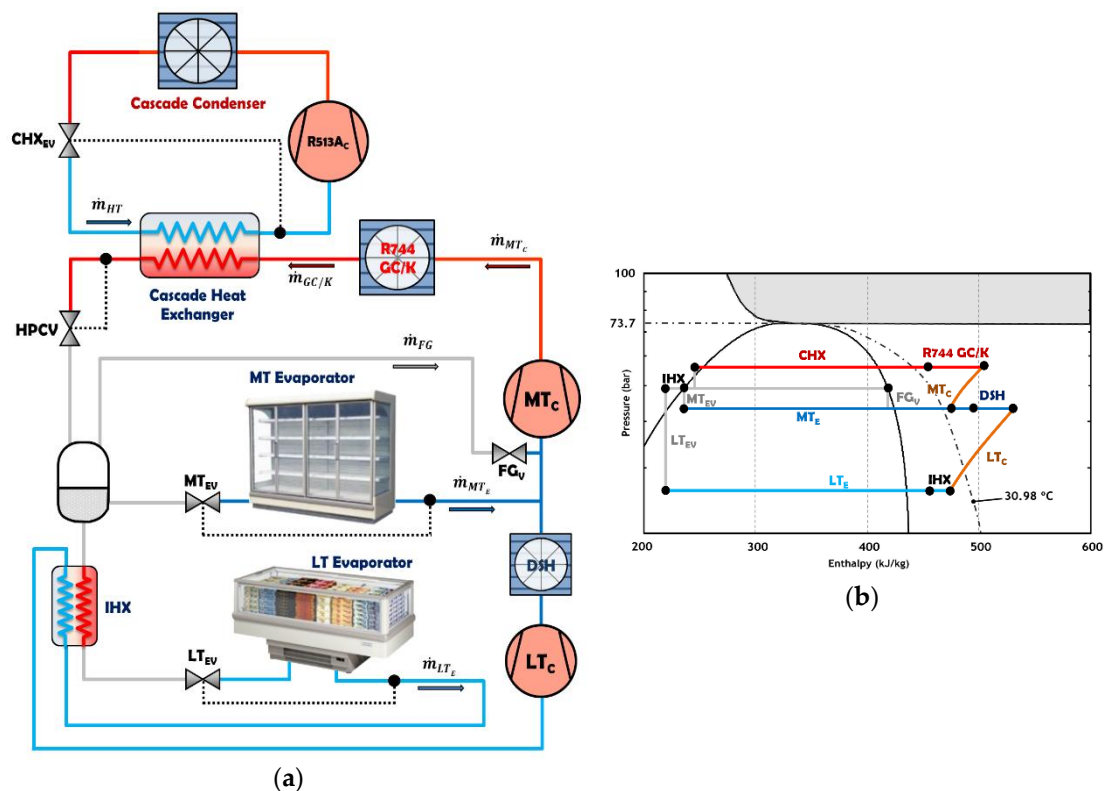 Cascade Condenser
CHX_EV
R513A_C
ṁ_HT
R744
GC/K
ṁ_MT_C
ṁ_GC/K
Cascade Heat
Exchanger
HPCV
ṁ_FG
MT Evaporator
MT_C
FG_V
MT_EV
ṁ_MT_E
LT Evaporator
DSH
IHX
LT_EV
ṁ_LT_E
LT_C
(a)
100
73.7
Pressure (bar)
CHX
R744 GC/K
IHX
MT_EV
FG_V
MT_C
DSH
MT_E
LT_EV
LT_C
LT_E
IHX
30.98 °C
200
300
400
500
600
Enthalpy (kJ/kg)
(b)